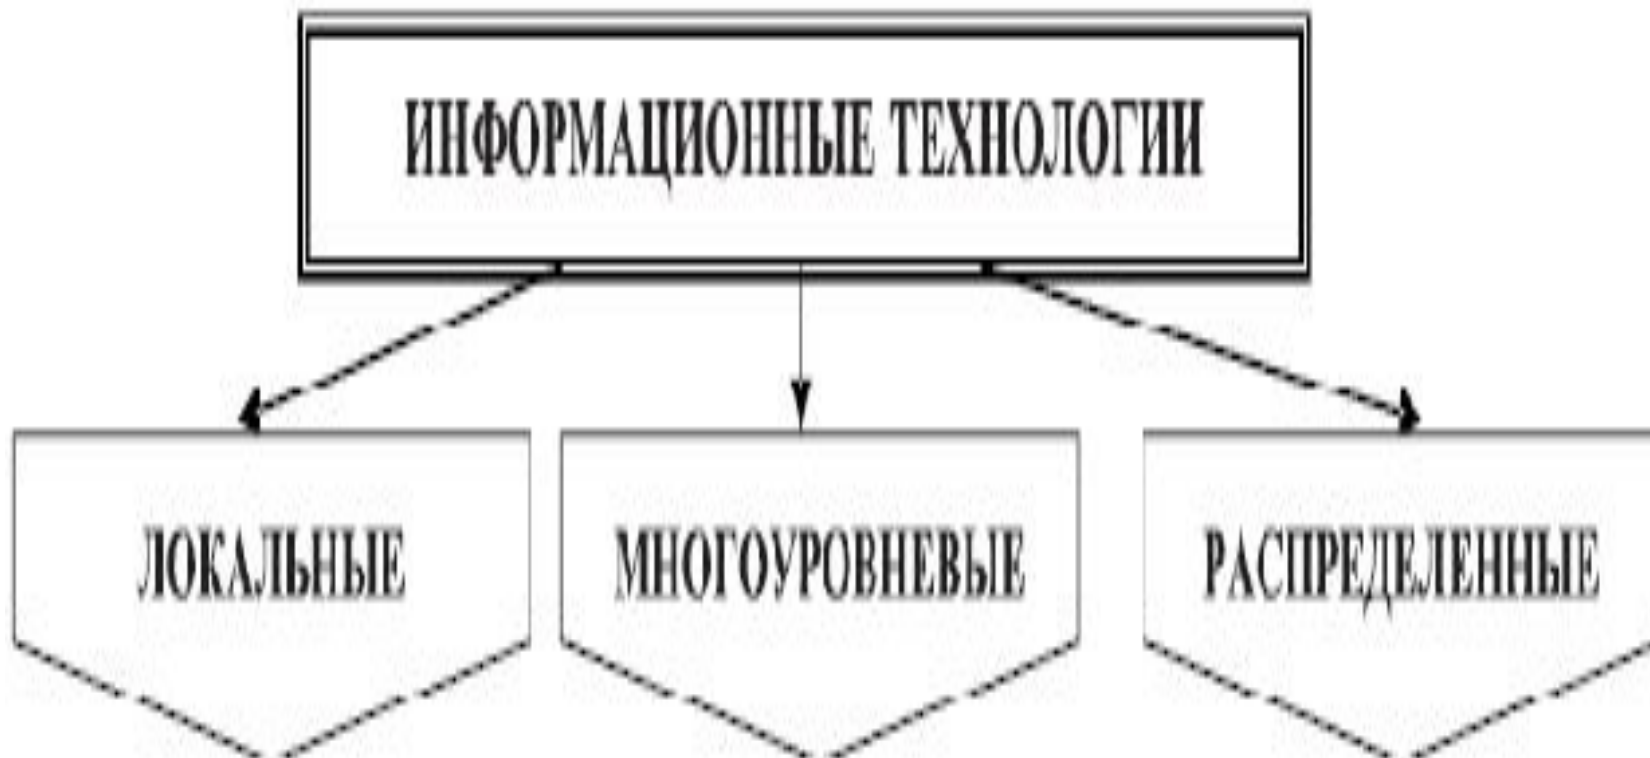 ИНФОРМАЦИОННЫЕ ТЕХНОЛОГИИ
ЛОКАЛЬНЫЕ
МНОГОУРОВНЕВЫЕ
РАСПРЕДЕЛЕННЫЕ